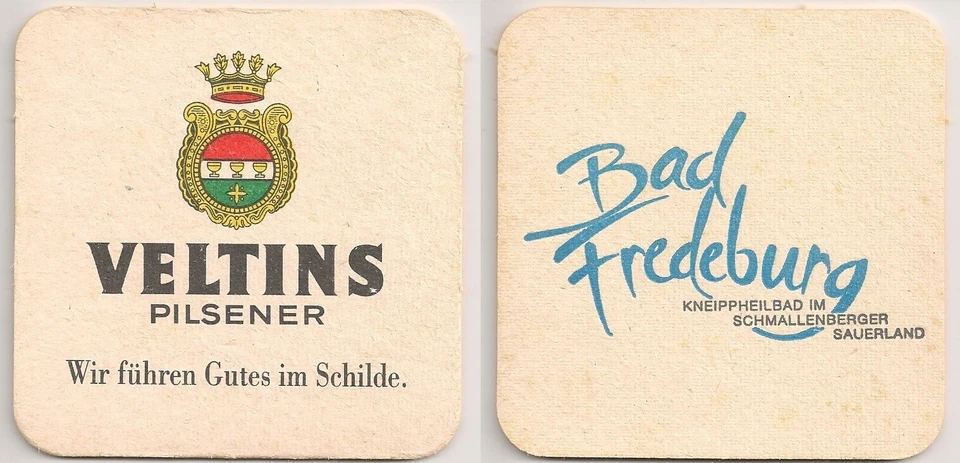 VELTINS
PILSENER
Wir führen Gutes im Schilde.
Bad
Fredeburg
KNEIPPHEILBAD IM
SCHMALLENBERGER
SAUERLAND